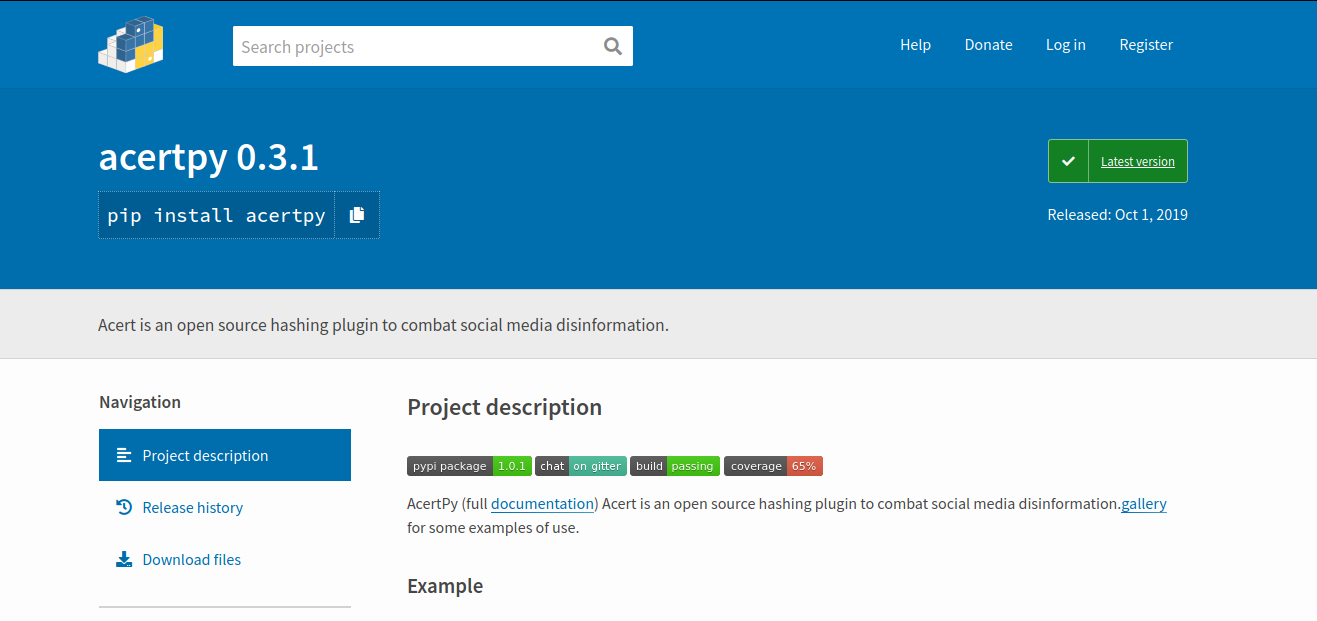 Search projects
Help Donate Log in Register
acertpy 0.3.1
pip install acertpy
Latest version
Released: Oct 1, 2019
Acert is an open source hashing plugin to combat social media disinformation.
Navigation
Project description
Release history
Download files
Project description
pypi package 1.0.1 chat on gitter build passing coverage 65%
AcertPy (full documentation) Acert is an open source hashing plugin to combat social media disinformation.gallery
for some examples of use.
Example